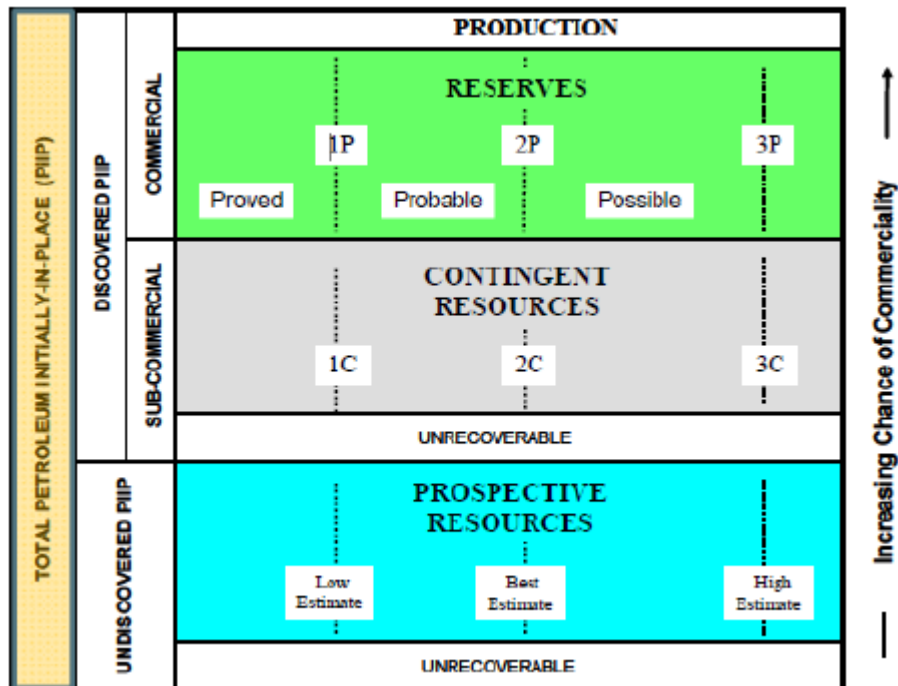 TOTAL PETROLEUM INITIALLY-IN-PLACE (PIIP)
DISCOVERED PIIP
UNDISCOVERED PIIP
COMMERCIAL
SUB-COMMERCIAL
PRODUCTION
RESERVES
1P
2P
3P
Proved
Probable
Possible
CONTINGENT
RESOURCES
1C
2C
3C
UNRECOVERABLE
PROSPECTIVE
RESOURCES
Low
Estimate
Best
Estimate
High
Estimate
UNRECOVERABLE
Increasing Chance of Commerciality